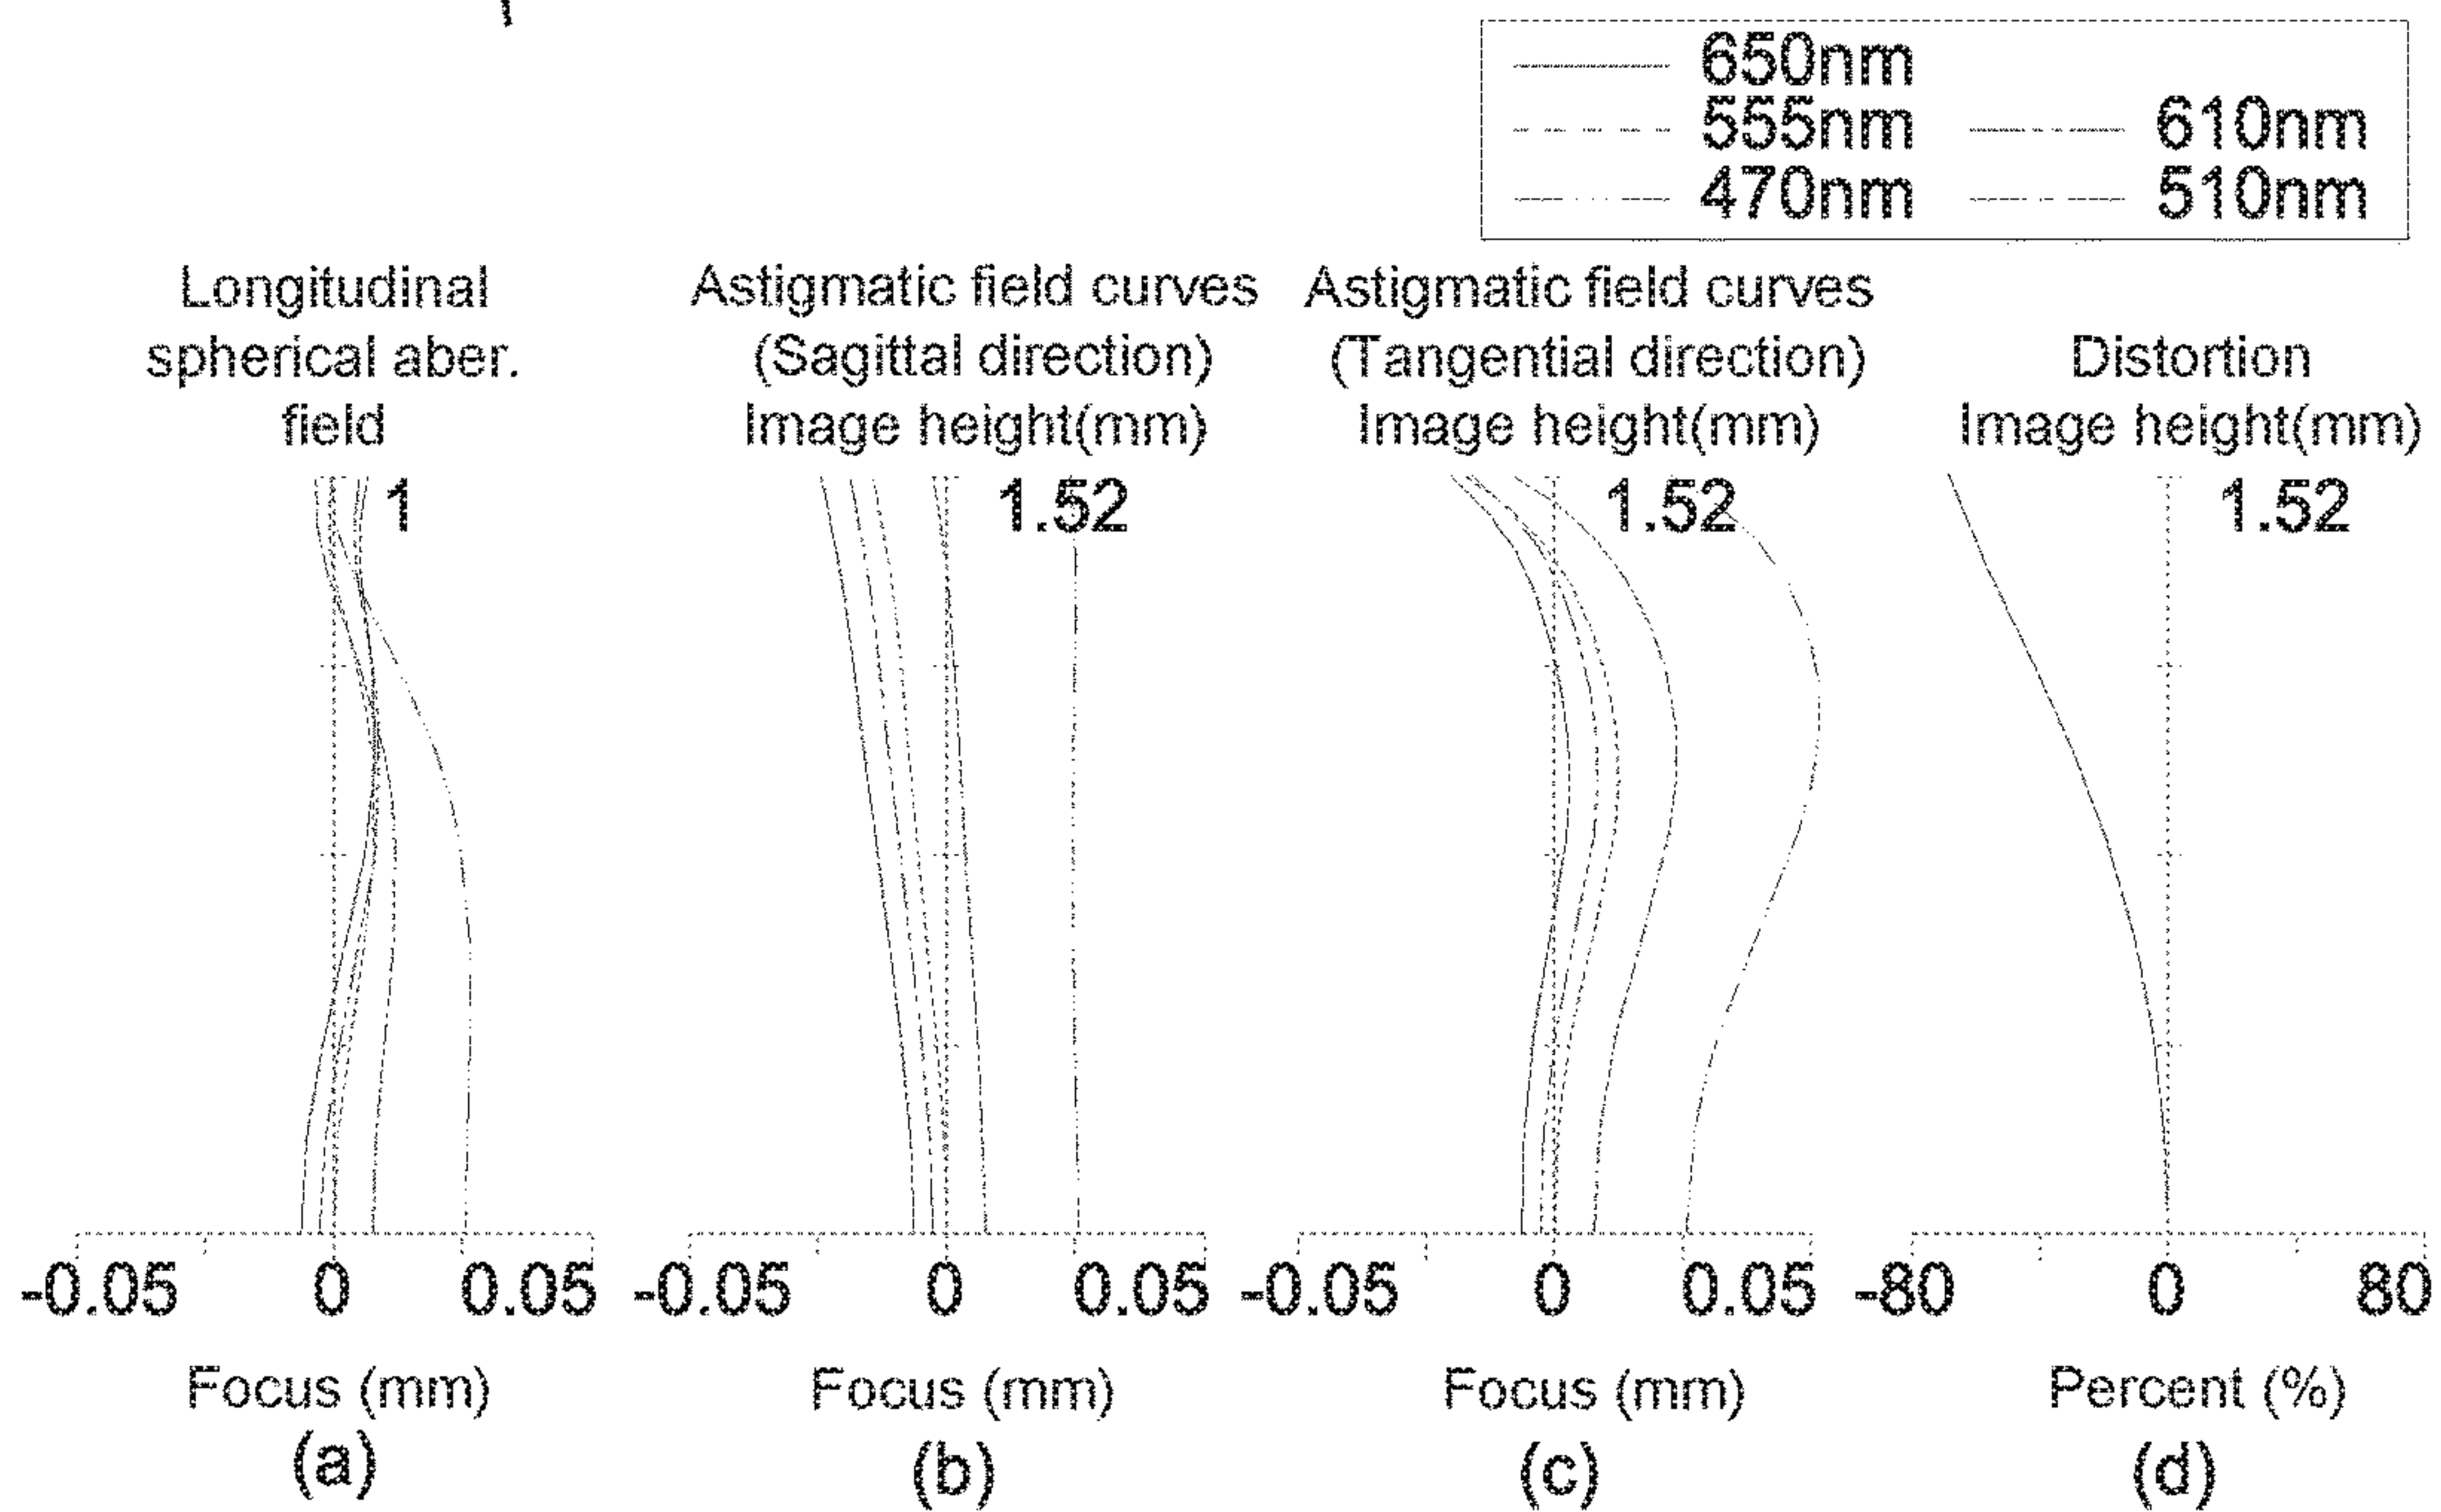 650nm
555nm 610nm
470nm 510nm
Longitudinal
spherical aber.
field
1
Astigmatic field curves
(Sagittal direction)
Image height(mm)
1.52
Astigmatic field curves
(Tangential direction)
Image height(mm)
1.52
Distortion
Image height(mm)
1.52
-0.05 0 0.05
Focus (mm)
(a)
-0.05 0 0.05
Focus (mm)
(b)
-0.05 0 0.05
Focus (mm)
(c)
-80 0 80
Percent (%)
(d)